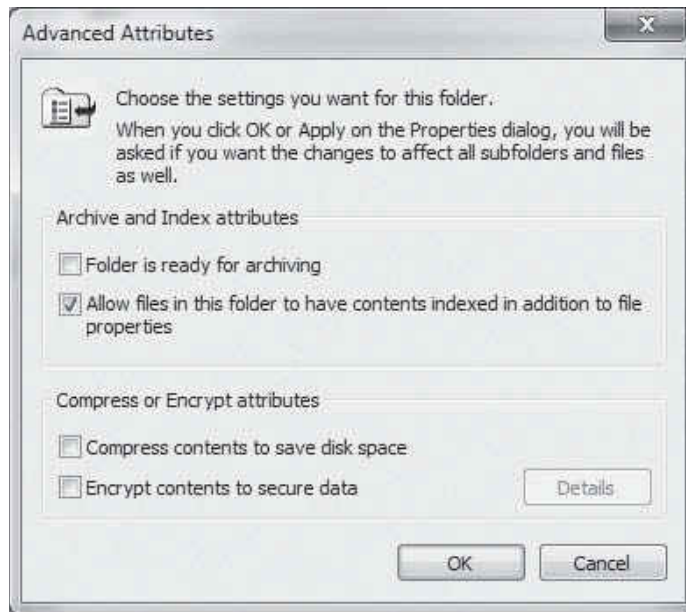 Advanced Attributes
Choose the settings you want for this folder.
When you click OK or Apply on the Properties dialog, you will be
asked if you want the changes to affect all subfolders and files
as well.
Archive and Index attributes
Folder is ready for archiving
Allow files in this folder to have contents indexed in addition to file
properties
Compress or Encrypt attributes
Compress contents to save disk space
Encrypt contents to secure data
Details
OK
Cancel